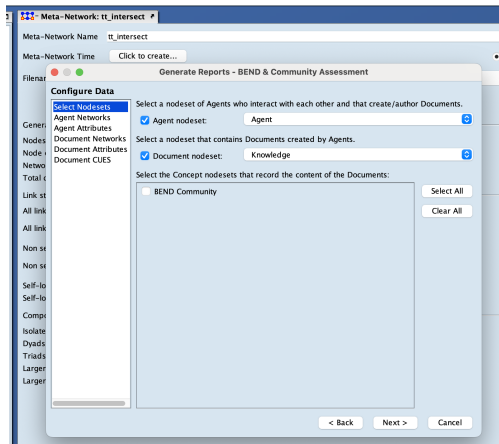 Meta-Network: tt_intersect
Meta-Network Name tt_intersect
Meta-Network Time Click to create...
Generate Reports - BEND & Community Assessment
Configure Data
Select Nodesets
Agent Networks
Agent Attributes
Document Networks
Document Attributes
Document CUES
Select a nodeset of Agents who interact with each other and that create/author Documents.
Agent nodeset: Agent
Select a nodeset that contains Documents created by Agents.
Document nodeset: Knowledge
Select the Concept nodesets that record the content of the Documents:
BEND Community
Select All
Clear All
Filenar
Gener
Nodes
Node
Netwo
Total
Link st
All link
All link
Non se
Non se
Self-lo
Self-lo
Compo
Isolate
Dyads
Triads
Larger
Larger
< Back Next > Cancel